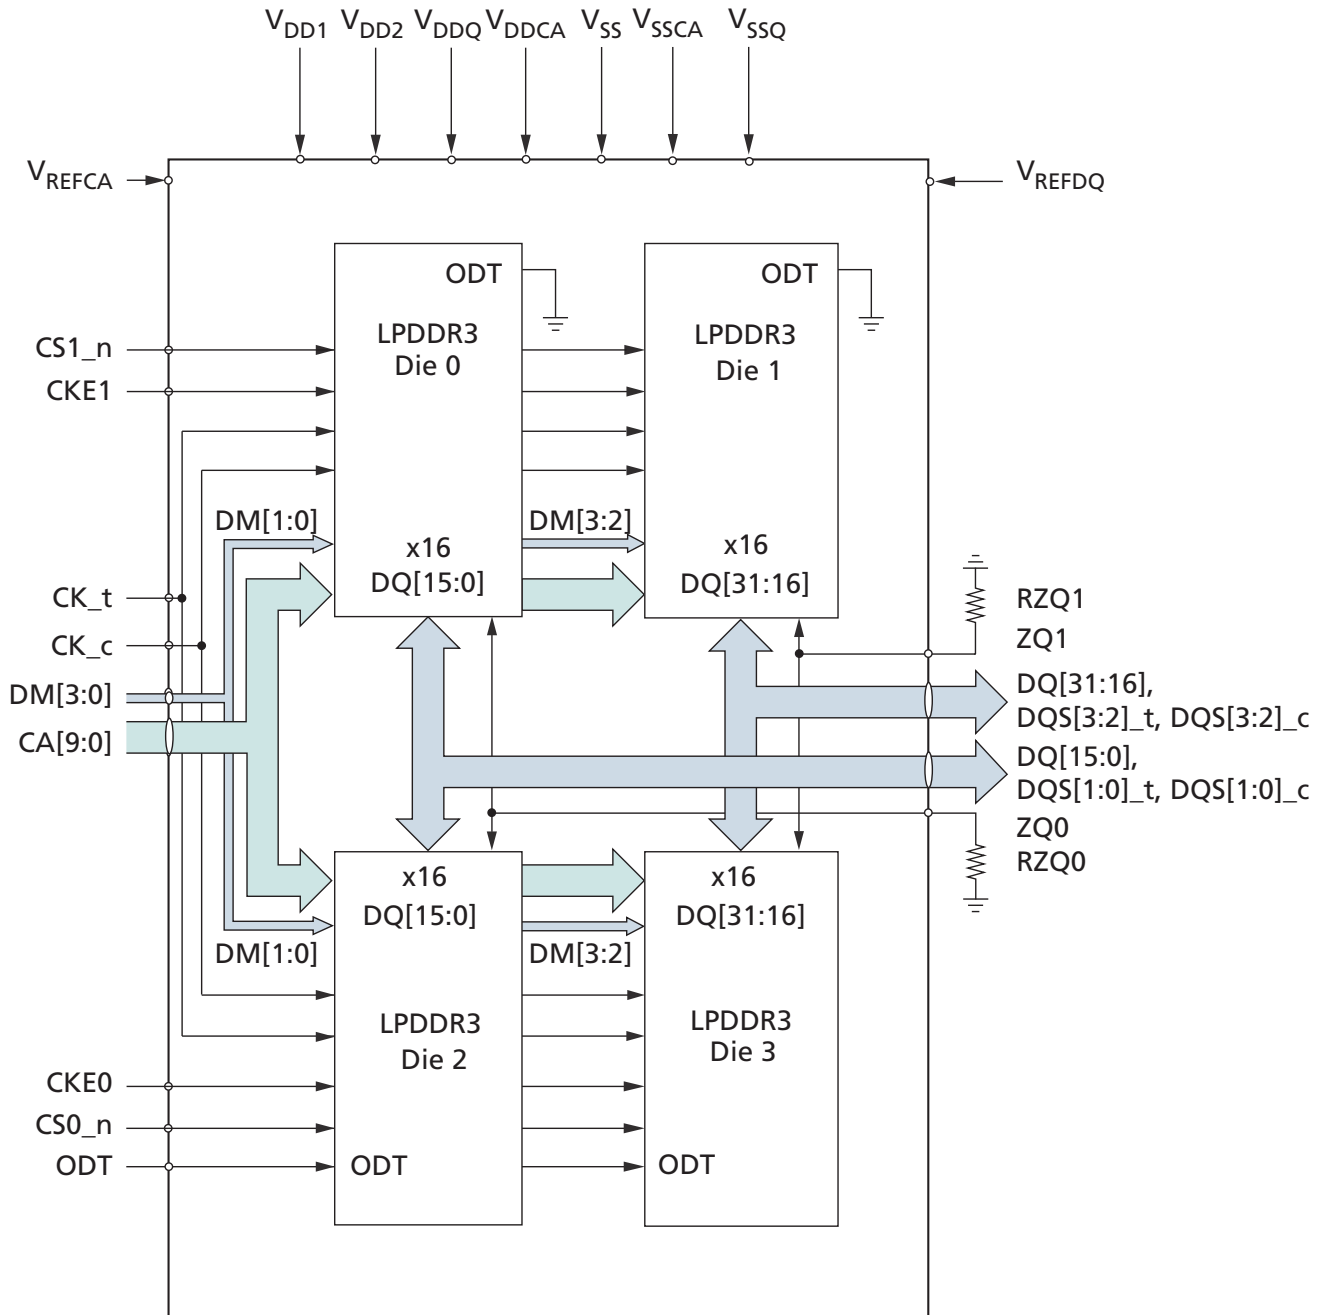 VDD1 VDD2 VDDQ VDDCA VSS VSSCA VSSQ
VREFCA
VREFDQ
ODT
LPDDR3
Die 0
x16
DQ[15:0]
ODT
LPDDR3
Die 1
x16
DQ[31:16]
CS1_n
CKE1
DM[1:0]
DM[3:2]
CK_t
CK_c
DM[3:0]
CA[9:0]
RZQ1
ZQ1
DQ[31:16],
DQS[3:2]_t, DQS[3:2]_c
DQ[15:0],
DQS[1:0]_t, DQS[1:0]_c
ZQ0
RZQ0
x16
DQ[15:0]
DM[1:0]
DM[3:2]
LPDDR3
Die 2
ODT
x16
DQ[31:16]
LPDDR3
Die 3
ODT
CKE0
CS0_n
ODT